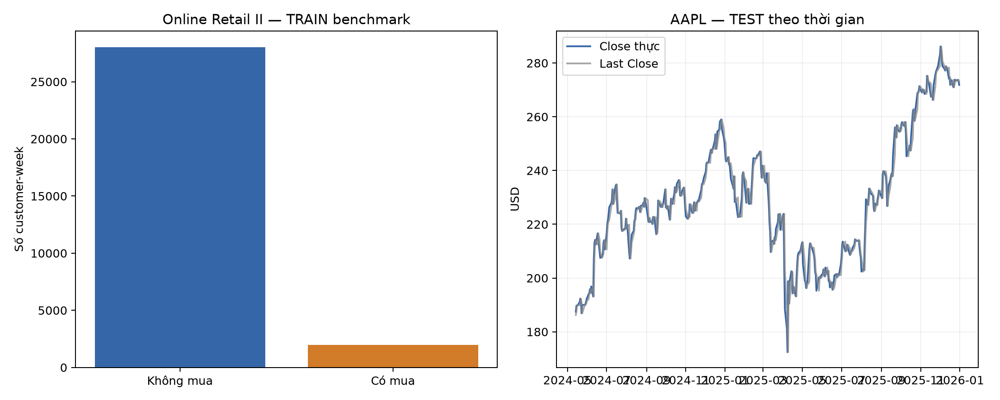 Online Retail II — TRAIN benchmark
Số customer-week
25000
20000
15000
10000
5000
0
Không mua
Có mua
AAPL — TEST theo thời gian
Close thực
Last Close
USD
280
260
240
220
200
180
2024-05
2024-07
2024-09
2024-11
2025-01
2025-03
2025-05
2025-07
2025-09
2025-11
2026-01